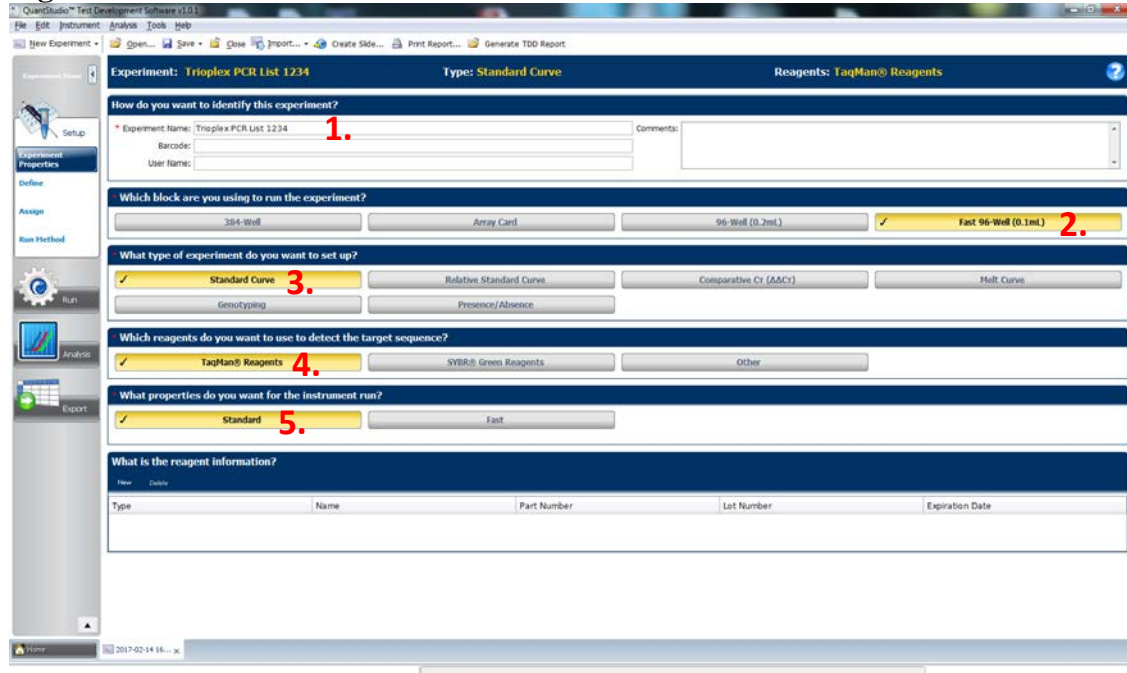 QuantStudio™ Test Development Software v1.0.1
File Edit Instrument Analysis Tools Help
New Experiment Open... Save Close Import... Create Slide... Print Report... Generate TDD Report
Experiment: Trioplex PCR List 1234 Type: Standard Curve Reagents: TaqMan® Reagents
How do you want to identify this experiment?
* Experiment Name: Trioplex PCR List 1234 1. Comments:
Barcode:
User Name:
Setup
Experiment Properties
Define
Assign
Run Method
Run
Analysis
Export
* Which block are you using to run the experiment?
384-Well Array Card 96-Well (0.2mL) ✓ Fast 96-Well (0.1mL) 2.
* What type of experiment do you want to set up?
✓ Standard Curve 3. Relative Standard Curve Comparative CT (ΔΔCT) Melt Curve
Genotyping Presence/Absence
* Which reagents do you want to use to detect the target sequence?
✓ TaqMan® Reagents 4. SYBR® Green Reagents Other
* What properties do you want for the instrument run?
✓ Standard 5. Fast
What is the reagent information?
New Delete
Type Name Part Number Lot Number Expiration Date
Home 2017-02-14 16... x